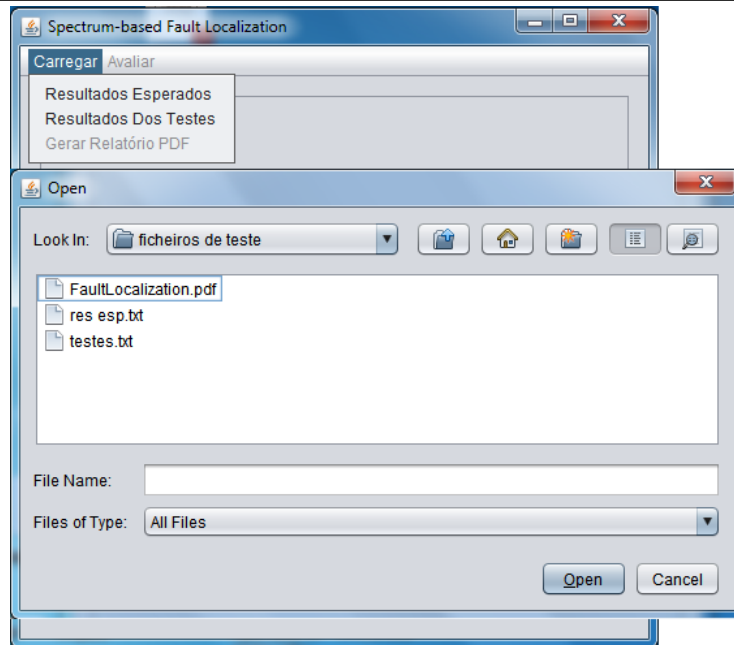 Spectrum-based Fault Localization
Carregar Avaliar
Resultados Esperados
Resultados Dos Testes
Gerar Relatório PDF
Open
Look In: ficheiros de teste
FaultLocalization.pdf
res esp.txt
testes.txt
File Name:
Files of Type: All Files
Open Cancel